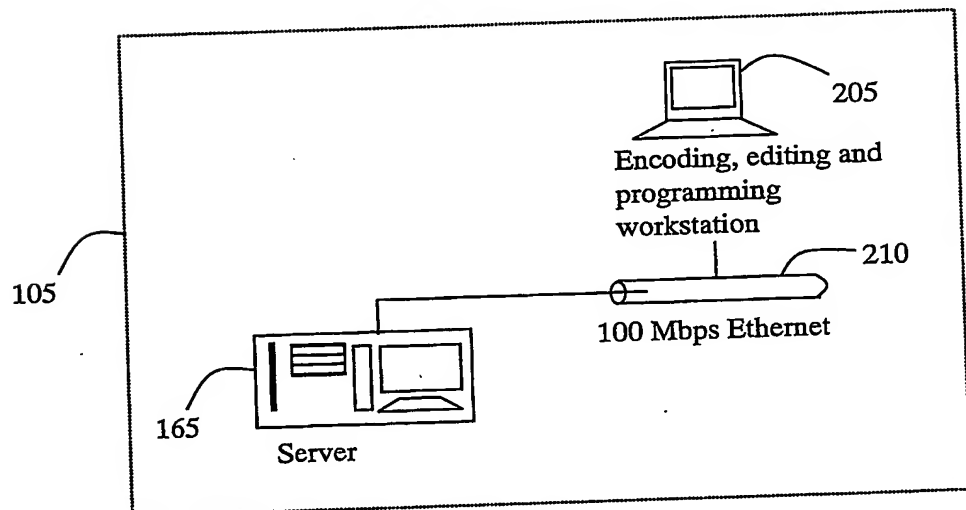 205
Encoding, editing and
programming
workstation
210
105
100 Mbps Ethernet
165
Server